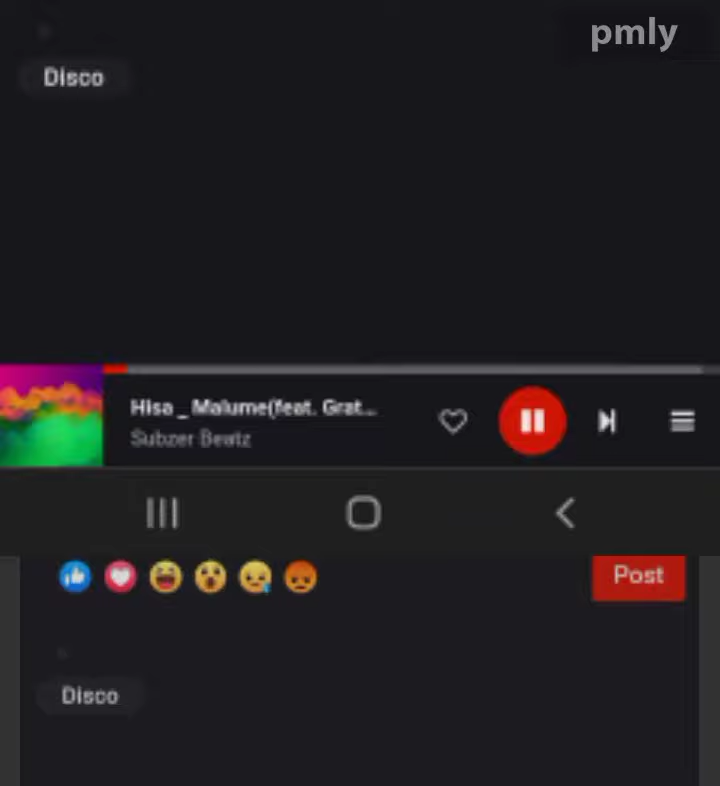 pmly
Disco
Hisa _ Malume(feat. Grat...
Subzer Beatz
Post
Disco